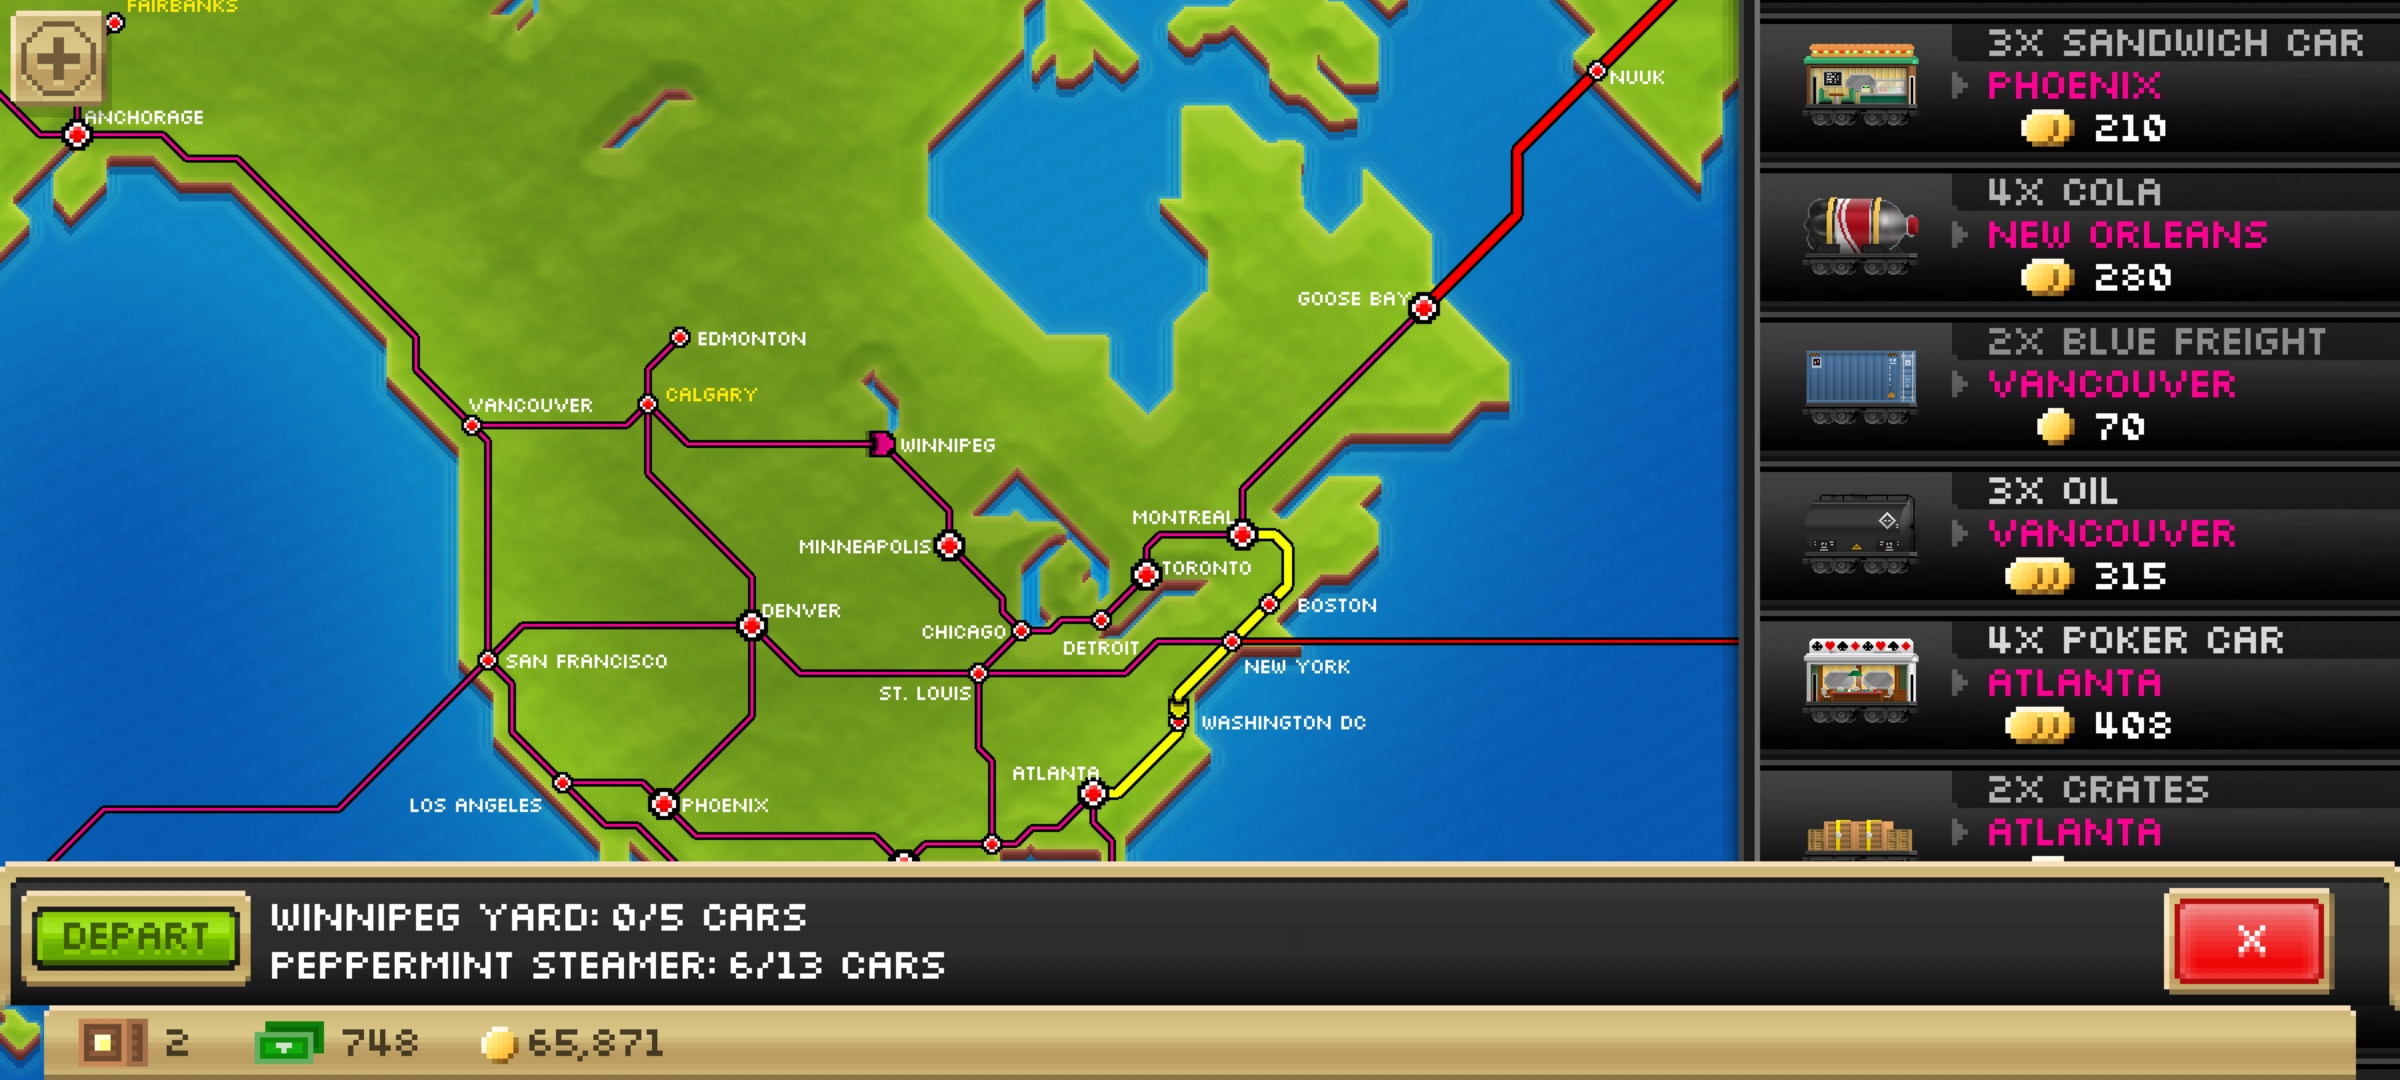 FAIRBANKS
ANCHORAGE
NUUK
GOOSE BAY
EDMONTON
CALGARY
VANCOUVER
WINNIPEG
MONTREAL
MINNEAPOLIS
TORONTO
BOSTON
DENVER
CHICAGO
DETROIT
SAN FRANCISCO
NEW YORK
ST. LOUIS
WASHINGTON DC
ATLANTA
LOS ANGELES
PHOENIX
3X SANDWICH CAR
PHOENIX
210
4X COLA
NEW ORLEANS
280
2X BLUE FREIGHT
VANCOUVER
70
3X OIL
VANCOUVER
315
4X POKER CAR
ATLANTA
408
2X CRATES
ATLANTA
DEPART
WINNIPEG YARD: 0/5 CARS
PEPPERMINT STEAMER: 6/13 CARS
X
2
748
65,871